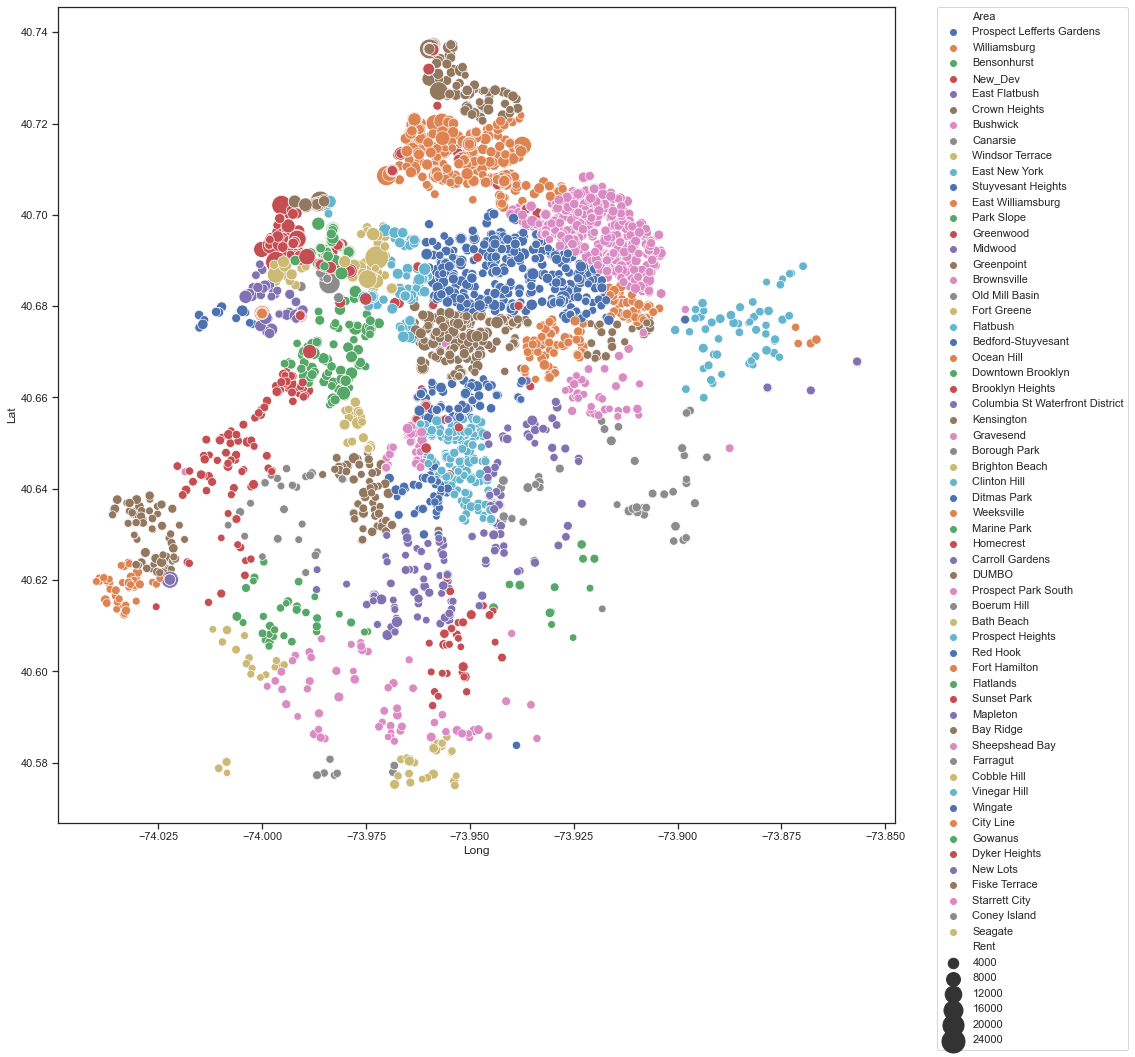 40.74
40.72
40.70
40.68
40.66
40.64
40.62
40.60
40.58
Lat
−74.025 −74.000 −73.975 −73.950 −73.925 −73.900 −73.875 −73.850
Long
Area
Prospect Lefferts Gardens
Williamsburg
Bensonhurst
New_Dev
East Flatbush
Crown Heights
Bushwick
Canarsie
Windsor Terrace
East New York
Stuyvesant Heights
East Williamsburg
Park Slope
Greenwood
Midwood
Greenpoint
Brownsville
Old Mill Basin
Fort Greene
Flatbush
Bedford-Stuyvesant
Ocean Hill
Downtown Brooklyn
Brooklyn Heights
Columbia St Waterfront District
Kensington
Gravesend
Borough Park
Brighton Beach
Clinton Hill
Ditmas Park
Weeksville
Marine Park
Homecrest
Carroll Gardens
DUMBO
Prospect Park South
Boerum Hill
Bath Beach
Prospect Heights
Red Hook
Fort Hamilton
Flatlands
Sunset Park
Mapleton
Bay Ridge
Sheepshead Bay
Farragut
Cobble Hill
Vinegar Hill
Wingate
City Line
Gowanus
Dyker Heights
New Lots
Fiske Terrace
Starrett City
Coney Island
Seagate
Rent
4000
8000
12000
16000
20000
24000